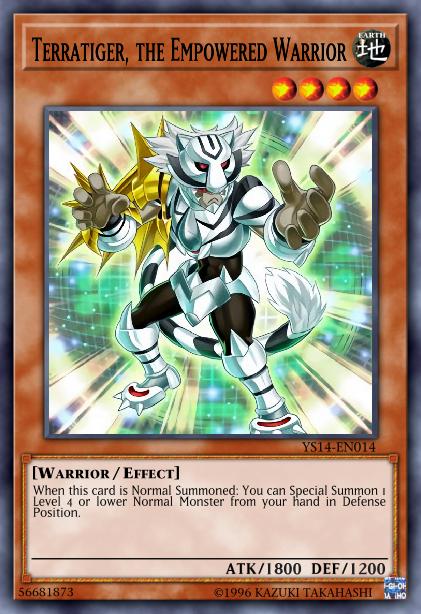 TERRATIGER, THE EMPOWERED WARRIOR
EARTH
地
YS14-EN014
[WARRIOR / EFFECT]
When this card is Normal Summoned: You can Special Summon 1
Level 4 or lower Normal Monster from your hand in Defense
Position.
ATK/1800 DEF/1200
56681873
©1996 KAZUKI TAKAHASHI